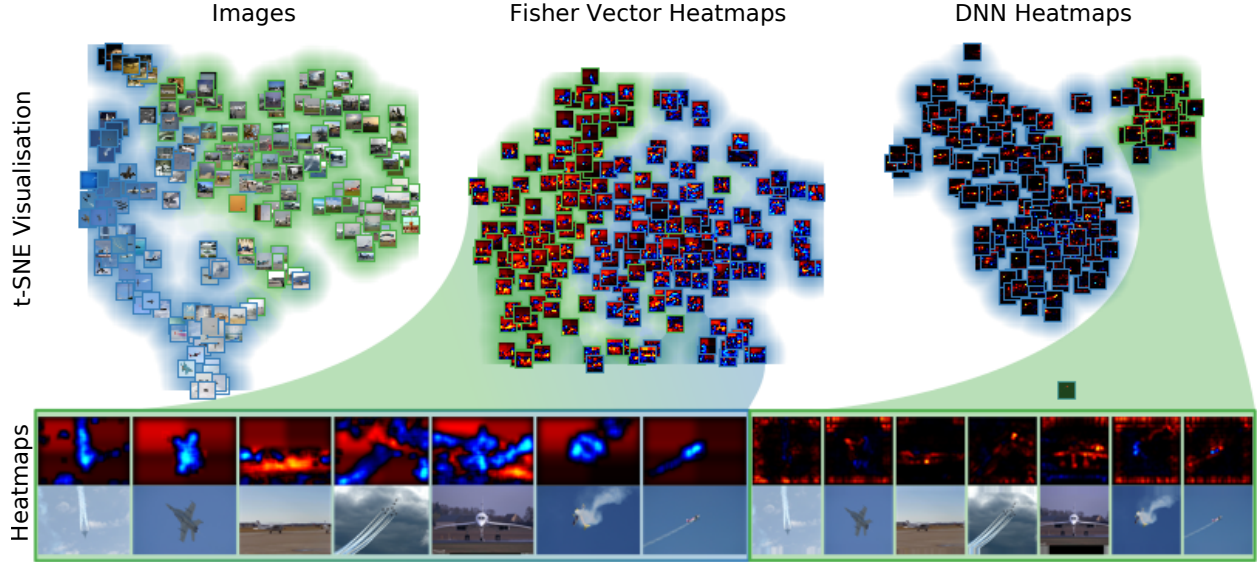 Images
Fisher Vector Heatmaps
DNN Heatmaps
t-SNE Visualisation
Heatmaps